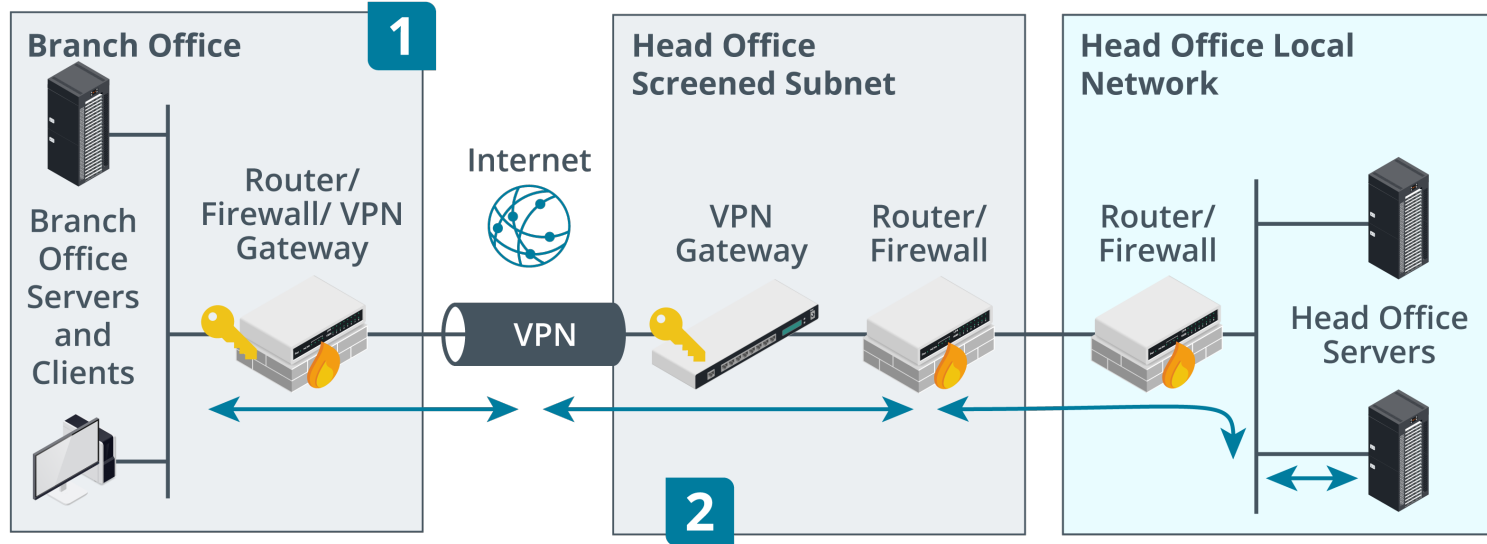 Branch Office
1
Branch
Office
Servers
and
Clients
Router/
Firewall/ VPN
Gateway
Internet
VPN
Head Office
Screened Subnet
VPN
Gateway
Router/
Firewall
2
Head Office Local
Network
Router/
Firewall
Head Office
Servers